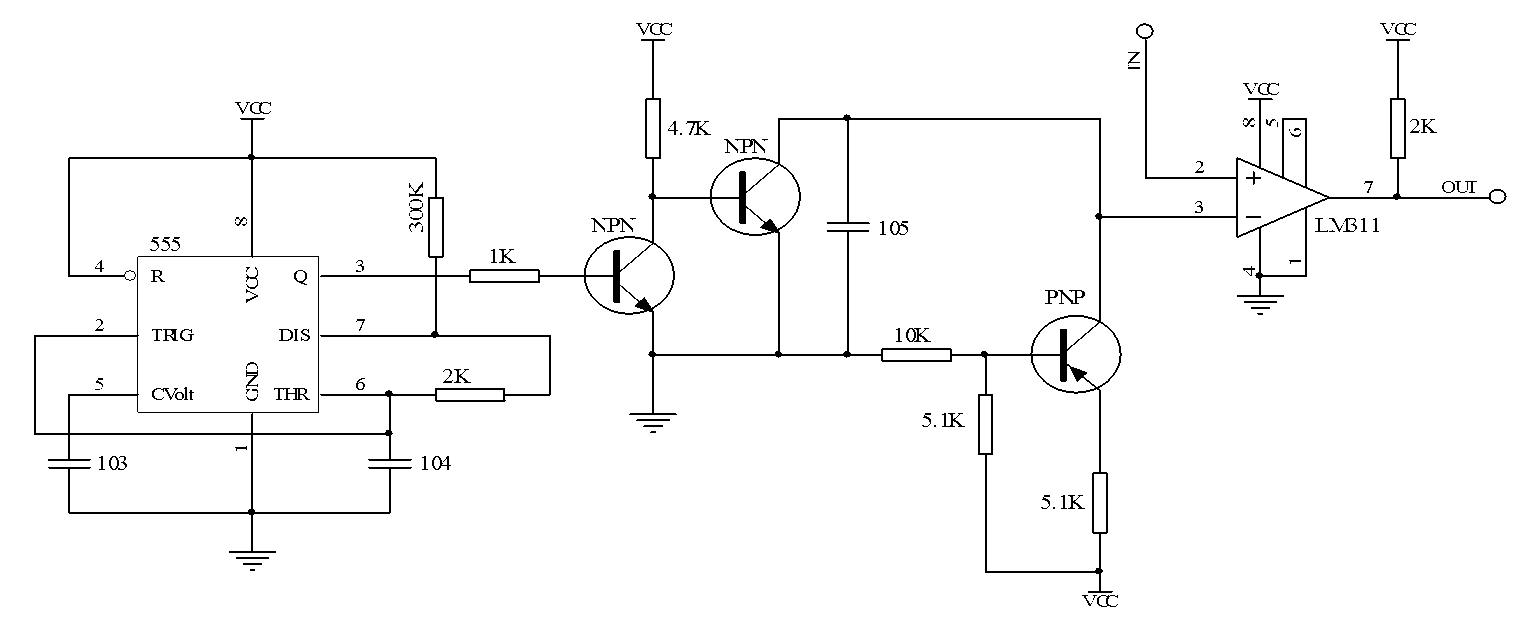 VCC
555
4
R
8
VCC
Q
3
2
TRIG
DIS
7
5
CVolt
GND
THR
6
1
103
104
300K
2K
1K
NPN
VCC
4.7K
NPN
105
10K
5.1K
PNP
5.1K
VCC
IN
2
3
VCC
8
5
6
4
1
LM311
7
VCC
2K
OUT